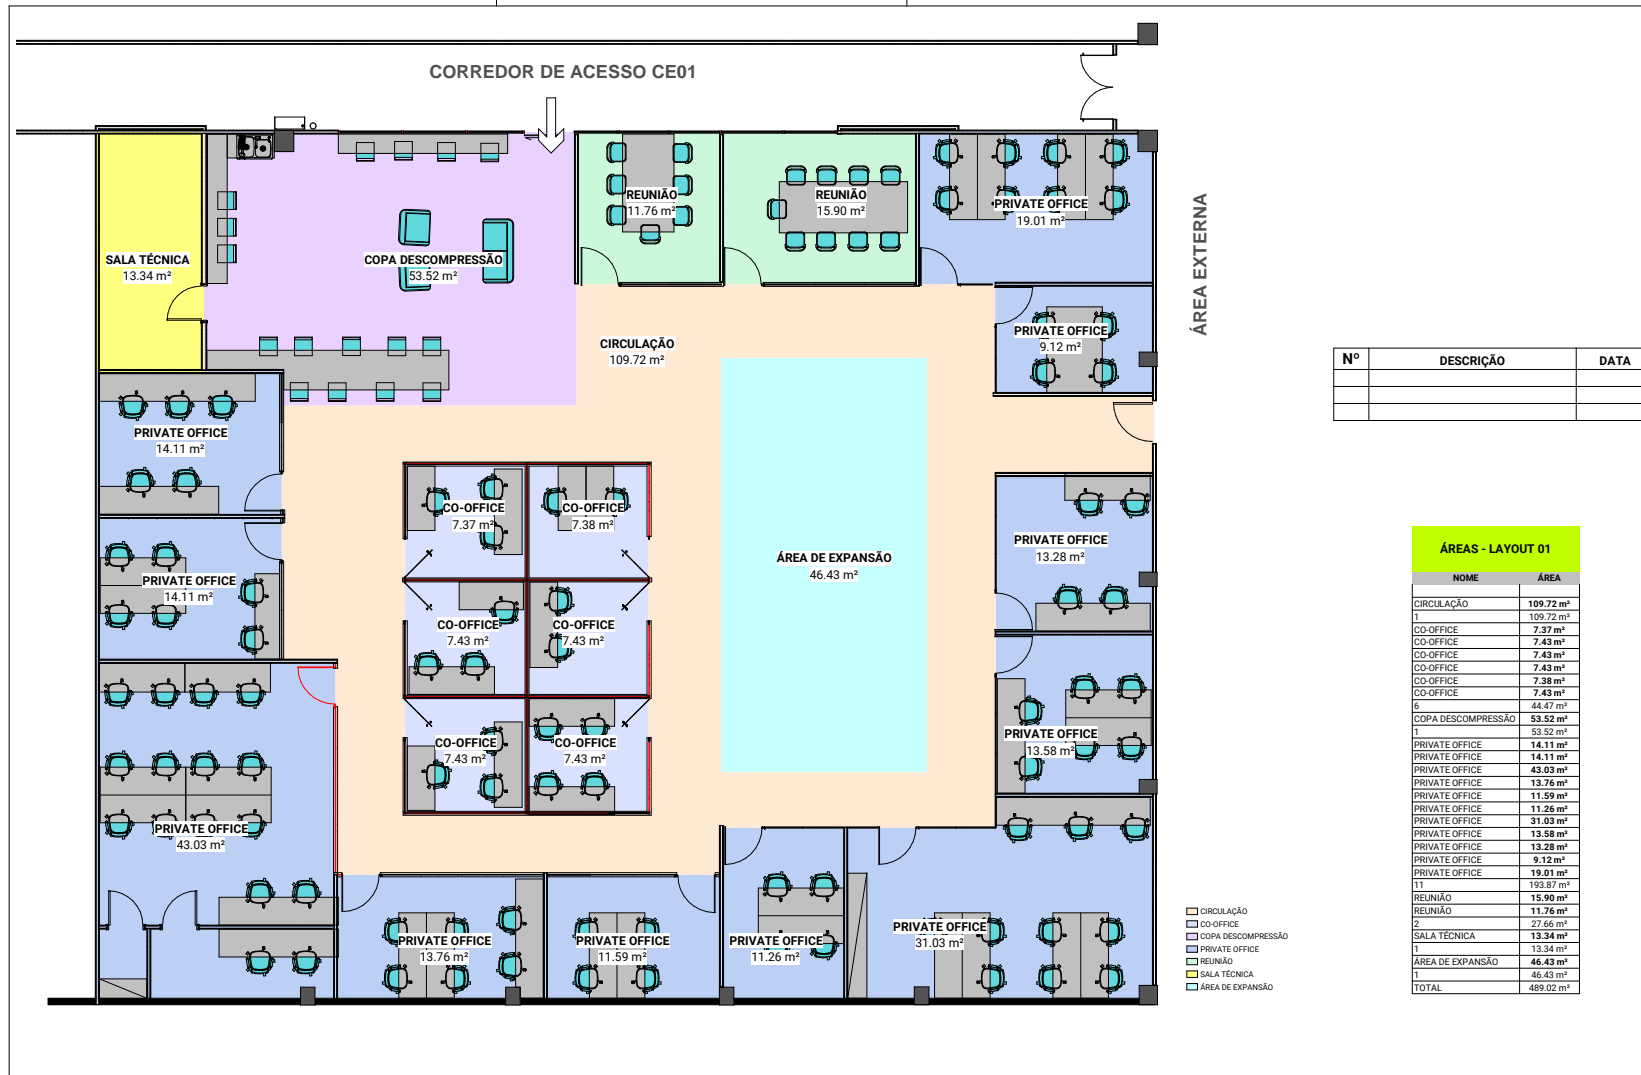 CORREDOR DE ACESSO CE01
ÁREA EXTERNA
SALA TÉCNICA
13.34 m²
COPA DESCOMPRESSÃO
53.52 m²
REUNIÃO
11.76 m²
REUNIÃO
15.90 m²
PRIVATE OFFICE
19.01 m²
PRIVATE OFFICE
9.12 m²
CIRCULAÇÃO
109.72 m²
PRIVATE OFFICE
14.11 m²
PRIVATE OFFICE
14.11 m²
CO-OFFICE
7.37 m²
CO-OFFICE
7.38 m²
CO-OFFICE
7.43 m²
CO-OFFICE
7.43 m²
CO-OFFICE
7.43 m²
CO-OFFICE
7.43 m²
ÁREA DE EXPANSÃO
46.43 m²
PRIVATE OFFICE
13.28 m²
PRIVATE OFFICE
13.58 m²
PRIVATE OFFICE
43.03 m²
PRIVATE OFFICE
13.76 m²
PRIVATE OFFICE
11.59 m²
PRIVATE OFFICE
11.26 m²
PRIVATE OFFICE
31.03 m²
CIRCULAÇÃO
CO-OFFICE
COPA DESCOMPRESSÃO
PRIVATE OFFICE
REUNIÃO
SALA TÉCNICA
ÁREA DE EXPANSÃO
Nº DESCRIÇÃO DATA
ÁREAS - LAYOUT 01
NOME ÁREA
CIRCULAÇÃO 109.72 m²
1 109.72 m²
CO-OFFICE 7.37 m²
CO-OFFICE 7.43 m²
CO-OFFICE 7.43 m²
CO-OFFICE 7.43 m²
CO-OFFICE 7.38 m²
CO-OFFICE 7.43 m²
6 44.47 m²
COPA DESCOMPRESSÃO 53.52 m²
1 53.52 m²
PRIVATE OFFICE 14.11 m²
PRIVATE OFFICE 14.11 m²
PRIVATE OFFICE 43.03 m²
PRIVATE OFFICE 13.76 m²
PRIVATE OFFICE 11.59 m²
PRIVATE OFFICE 11.26 m²
PRIVATE OFFICE 31.03 m²
PRIVATE OFFICE 13.58 m²
PRIVATE OFFICE 13.28 m²
PRIVATE OFFICE 9.12 m²
PRIVATE OFFICE 19.01 m²
11 193.87 m²
REUNIÃO 15.90 m²
REUNIÃO 11.76 m²
2 27.66 m²
SALA TÉCNICA 13.34 m²
1 13.34 m²
ÁREA DE EXPANSÃO 46.43 m²
1 46.43 m²
TOTAL 489.02 m²